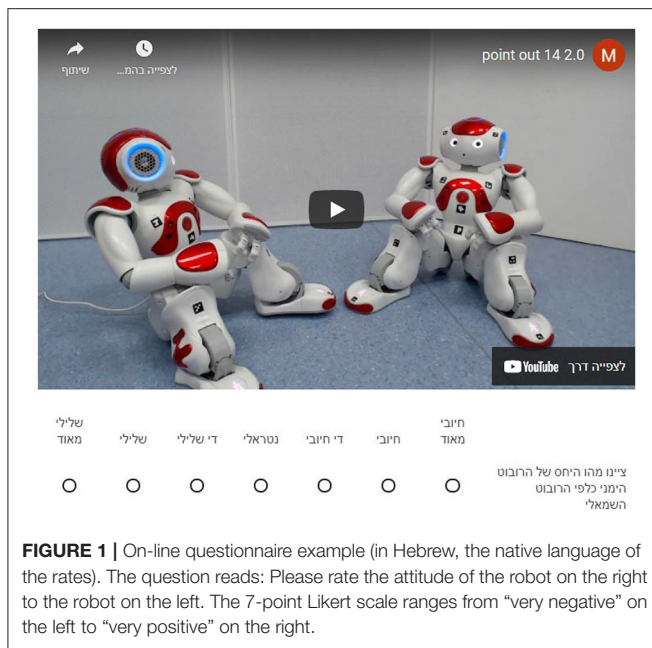 שיתוף
לצפייה בהמ...
point out 14 2.0
M
לצפייה דרך YouTube
חיובי מאוד
חיובי
די חיובי
נטראלי
די שלילי
שלילי
שלילי מאוד
ציינו מהו היחס של הרובוט
הימני כלפי הרובוט
השמאלי
FIGURE 1 | On-line questionnaire example (in Hebrew, the native language of
the rates). The question reads: Please rate the attitude of the robot on the right
to the robot on the left. The 7-point Likert scale ranges from “very negative” on
the left to “very positive” on the right.